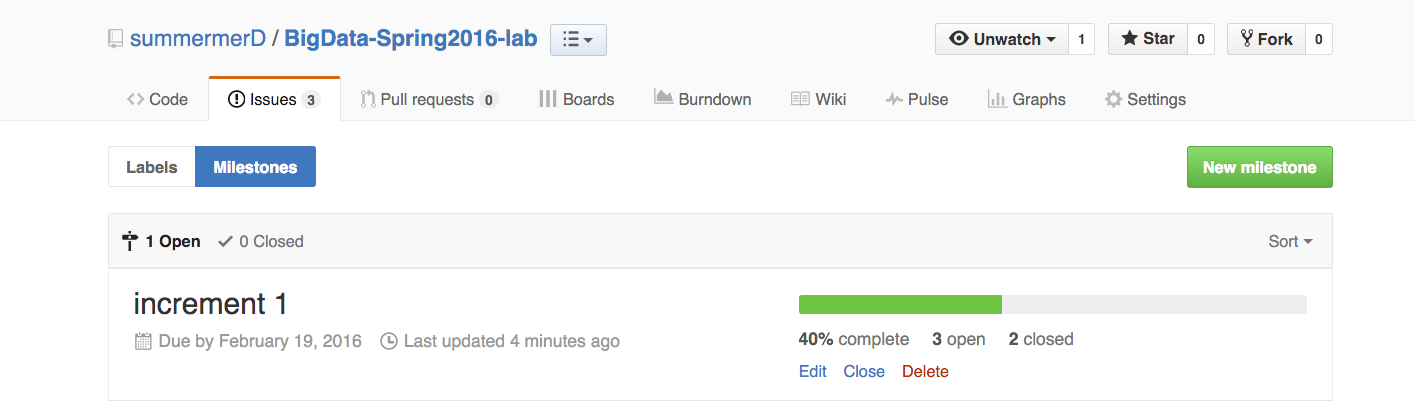 summermerD / BigData-Spring2016-lab Unwatch 1 Star 0 Fork 0
Code Issues 3 Pull requests 0 Boards Burndown Wiki Pulse Graphs Settings
Labels Milestones New milestone
1 Open 0 Closed Sort
increment 1
Due by February 19, 2016 Last updated 4 minutes ago
40% complete 3 open 2 closed
Edit Close Delete